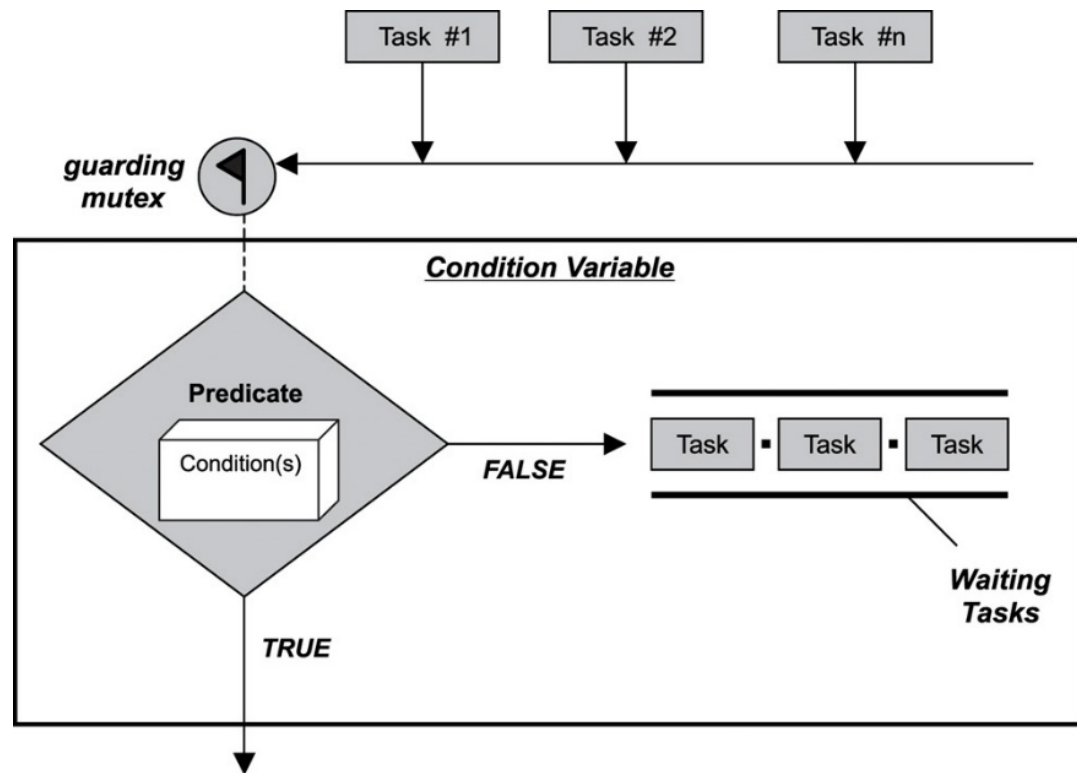 Task #1
Task #2
Task #n
guarding
mutex
Condition Variable
Predicate
Condition(s)
FALSE
Task
Task
Task
Waiting
Tasks
TRUE